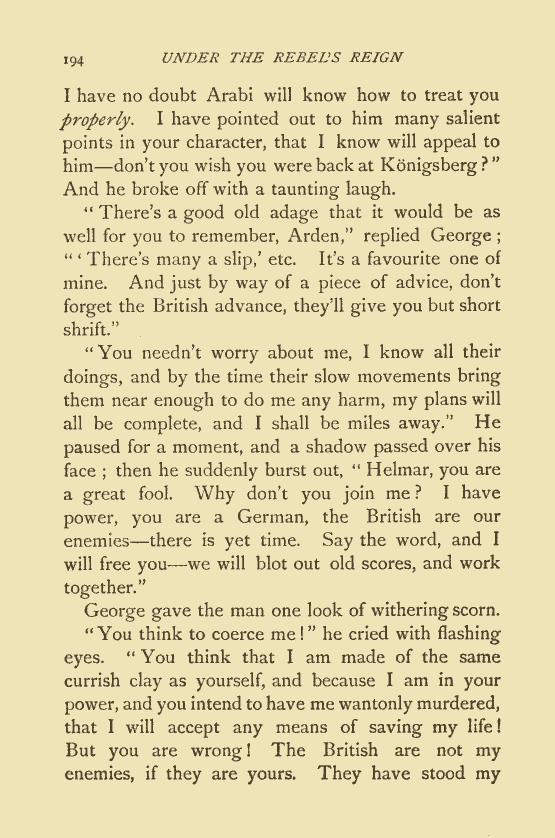 194 UNDER THE REBEL'S REIGN
I have no doubt Arabi will know how to treat you
properly. I have pointed out to him many salient
points in your character, that I know will appeal to
him—don't you wish you were back at Königsberg?"
And he broke off with a taunting laugh.
"There's a good old adage that it would be as
well for you to remember, Arden," replied George;
"'There's many a slip,' etc. It's a favourite one of
mine. And just by way of a piece of advice, don't
forget the British advance, they'll give you but short
shrift."
"You needn't worry about me, I know all their
doings, and by the time their slow movements bring
them near enough to do me any harm, my plans will
all be complete, and I shall be miles away." He
paused for a moment, and a shadow passed over his
face; then he suddenly burst out, "Helmar, you are
a great fool. Why don't you join me? I have
power, you are a German, the British are our
enemies—there is yet time. Say the word, and I
will free you—we will blot out old scores, and work
together."
George gave the man one look of withering scorn.
"You think to coerce me!" he cried with flashing
eyes. "You think that I am made of the same
currish clay as yourself, and because I am in your
power, and you intend to have me wantonly murdered,
that I will accept any means of saving my life!
But you are wrong! The British are not my
enemies, if they are yours. They have stood my